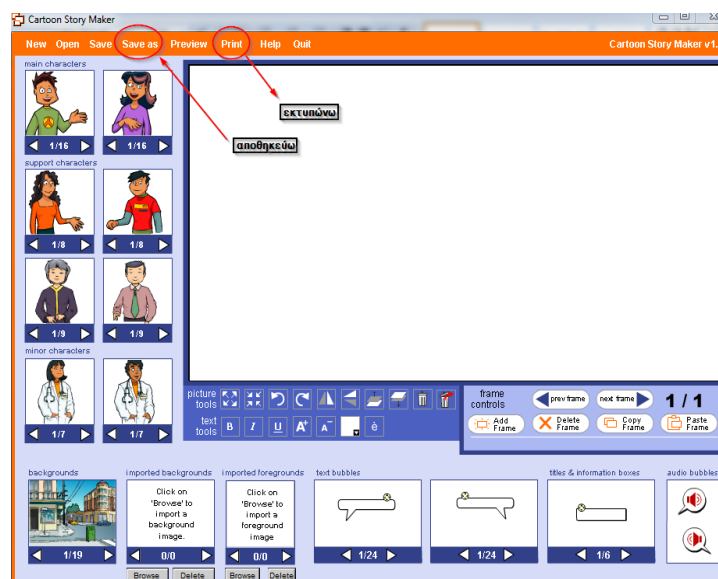 Cartoon Story Maker
New Open Save Save as Preview Print Help Quit
Cartoon Story Maker v1.
main characters
1/16 1/16
support characters
1/8 1/8
1/9 1/9
minor characters
1/7 1/7
εκτυπώνω
αποθηκεύω
picture tools
text tools
B I U A+ A- è
frame controls
prev frame next frame 1 / 1
Add Frame Delete Frame Copy Frame Paste Frame
backgrounds
1/19
imported backgrounds
Click on
'Browse' to
import a
background
image.
0/0
Browse Delete
imported foregrounds
Click on
'Browse' to
import a
foreground
image
0/0
Browse Delete
text bubbles
1/24 1/24
titles & information boxes
1/6
audio bubbles